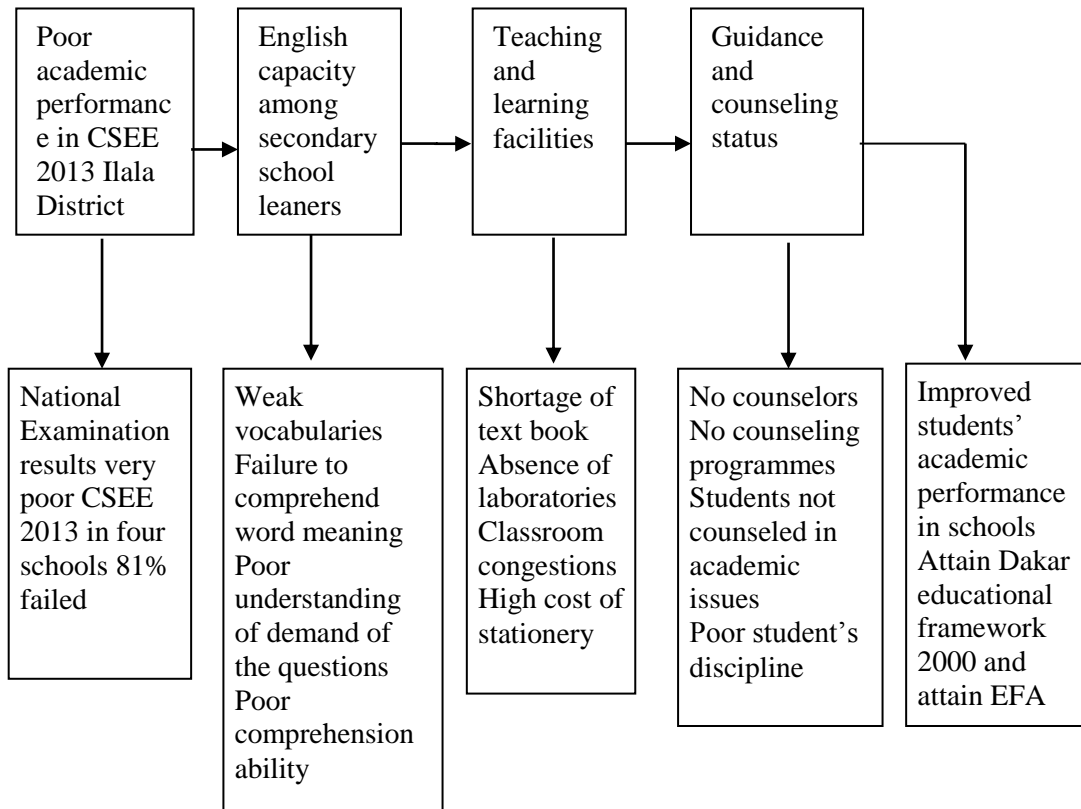 Poor
academic
performanc
e in CSEE
2013 Ilala
District
English
capacity
among
secondary
school
leaners
Teaching
and
learning
facilities
Guidance
and
counseling
status
National
Examination
results very
poor CSEE
2013 in four
schools 81%
failed
Weak
vocabularies
Failure to
comprehend
word meaning
Poor
understanding
of demand of
the questions
Poor
comprehension
ability
Shortage of
text book
Absence of
laboratories
Classroom
congestions
High cost of
stationery
No counselors
No counseling
programmes
Students not
counseled in
academic
issues
Poor student’s
discipline
Improved
students’
academic
performance
in schools
Attain Dakar
educational
framework
2000 and
attain EFA